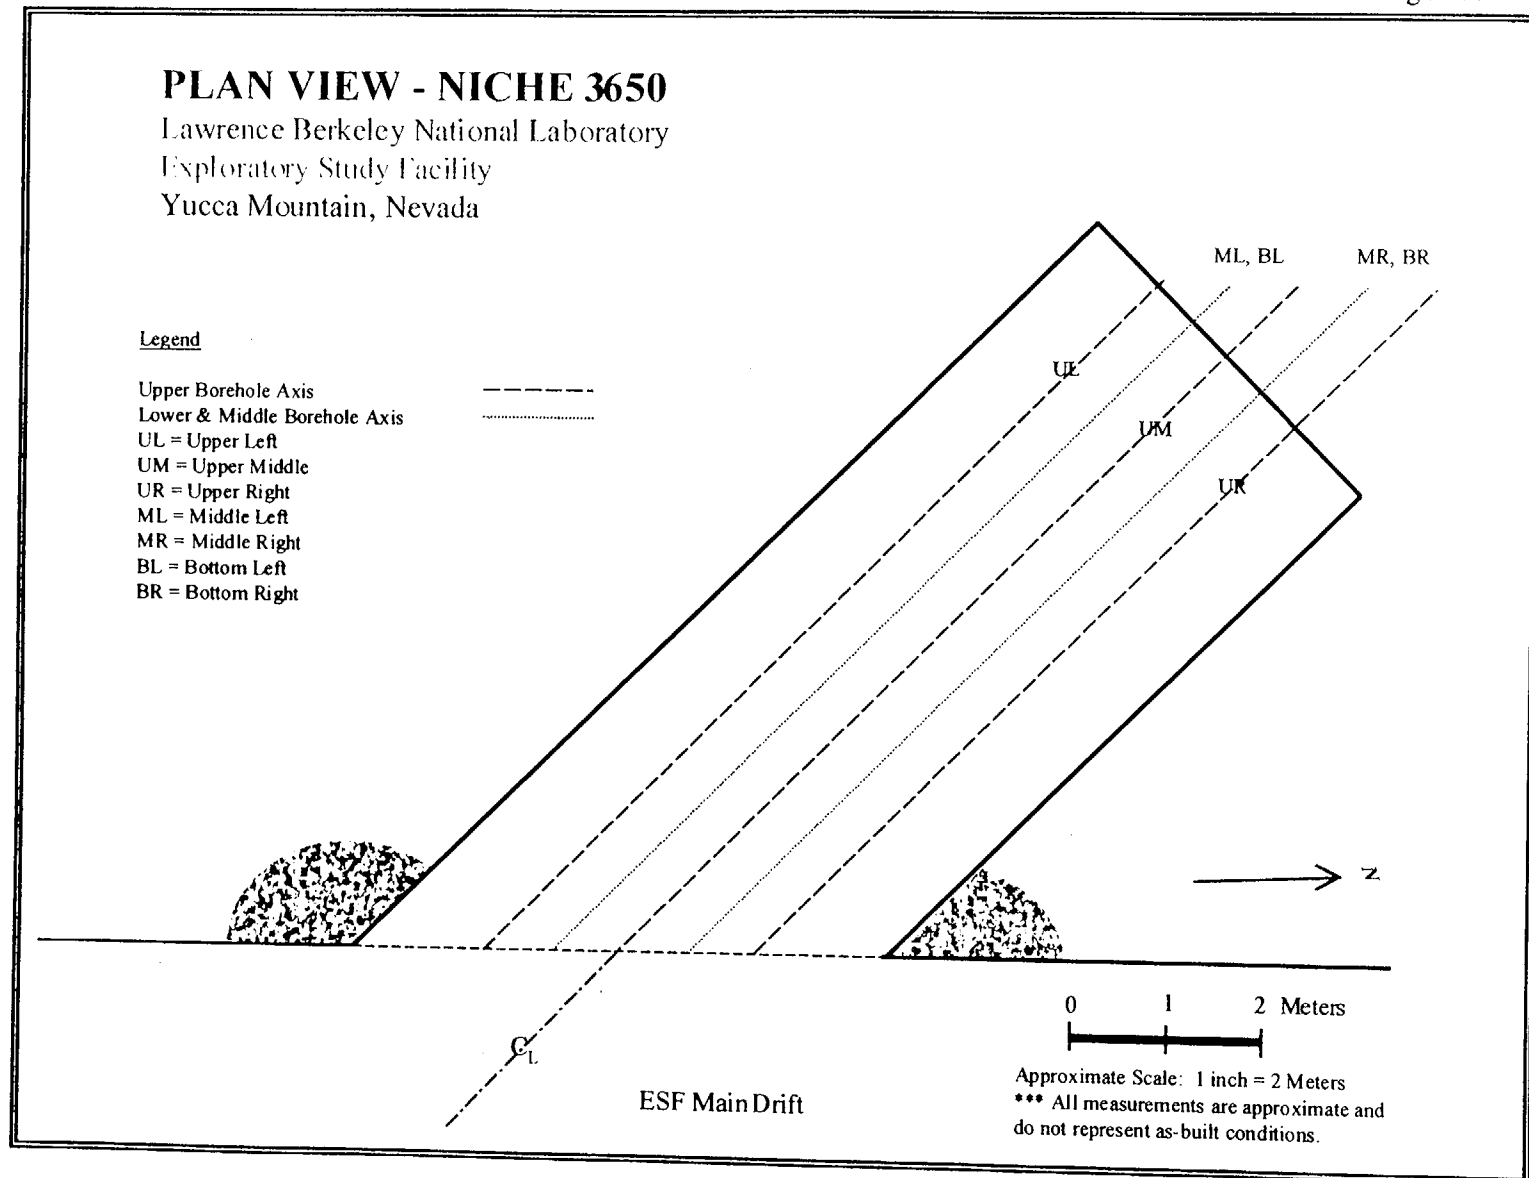 PLAN VIEW - NICHE 3650
Lawrence Berkeley National Laboratory
Exploratory Study Facility
Yucca Mountain, Nevada
ML, BL
MR, BR
Legend
Upper Borehole Axis
Lower & Middle Borehole Axis
UL = Upper Left
UM = Upper Middle
UR = Upper Right
ML = Middle Left
MR = Middle Right
BL = Bottom Left
BR = Bottom Right
UL
UM
UR
N
0 1 2 Meters
CL
Approximate Scale: 1 inch = 2 Meters
*** All measurements are approximate and
do not represent as-built conditions.
ESF Main Drift